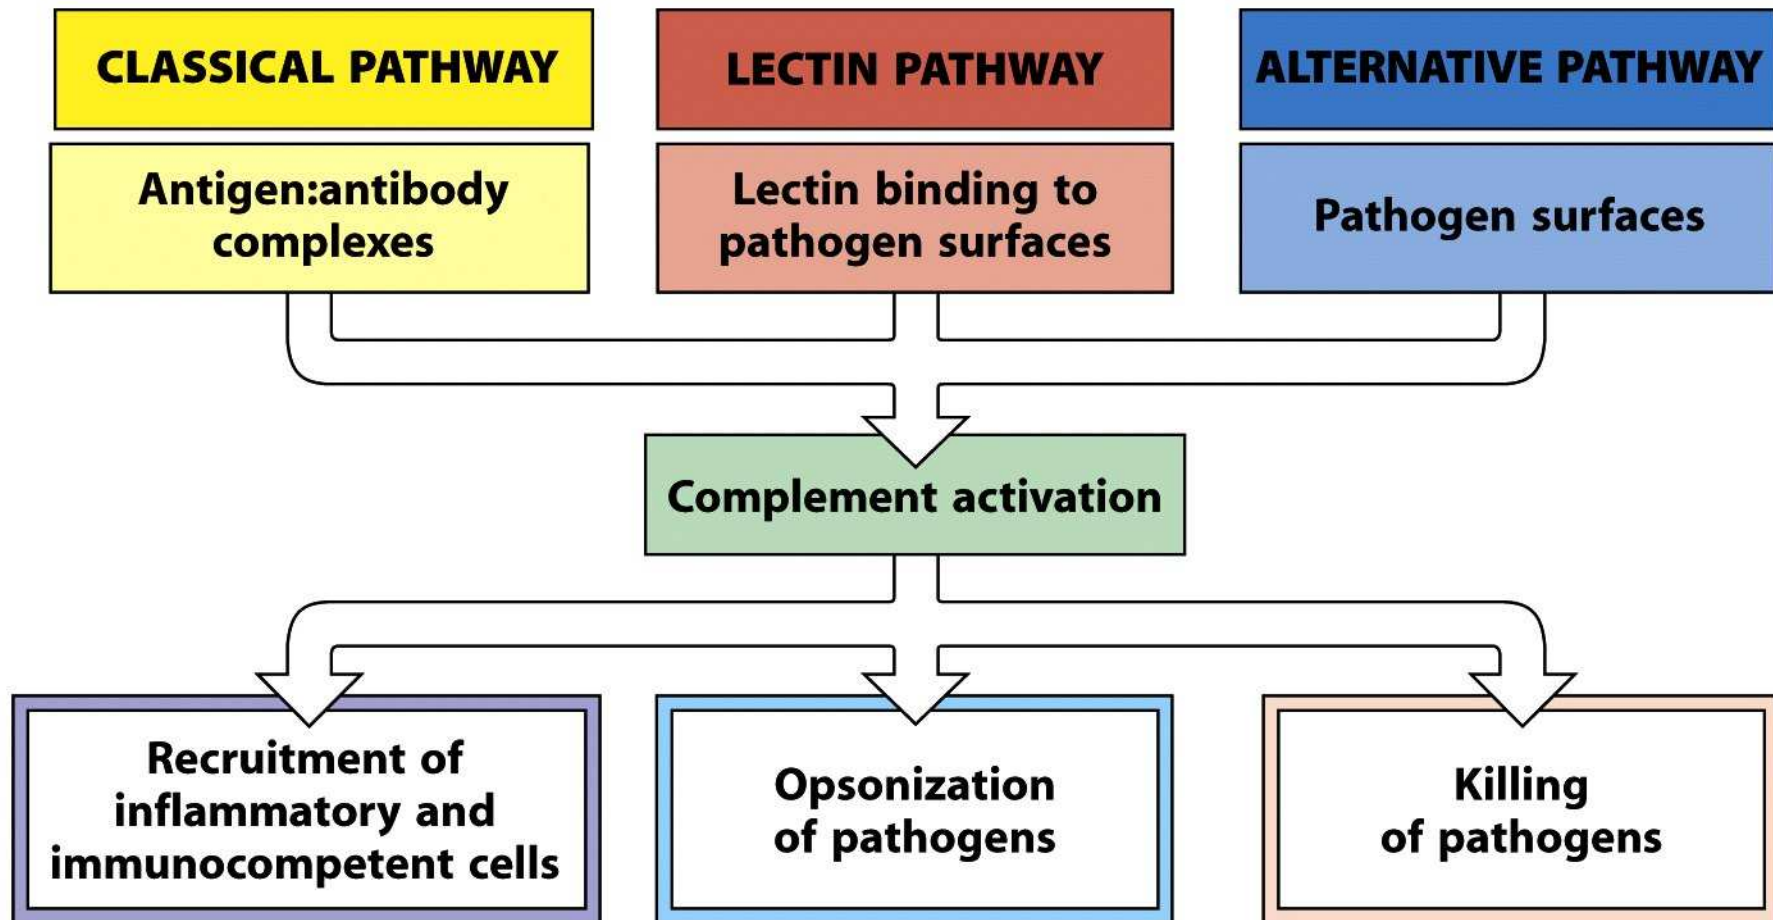 CLASSICAL PATHWAY
LECTIN PATHWAY
ALTERNATIVE PATHWAY
Antigen:antibody
complexes
Lectin binding to
pathogen surfaces
Pathogen surfaces
Complement activation
Recruitment of
inflammatory and
immunocompetent cells
Opsonization
of pathogens
Killing
of pathogens